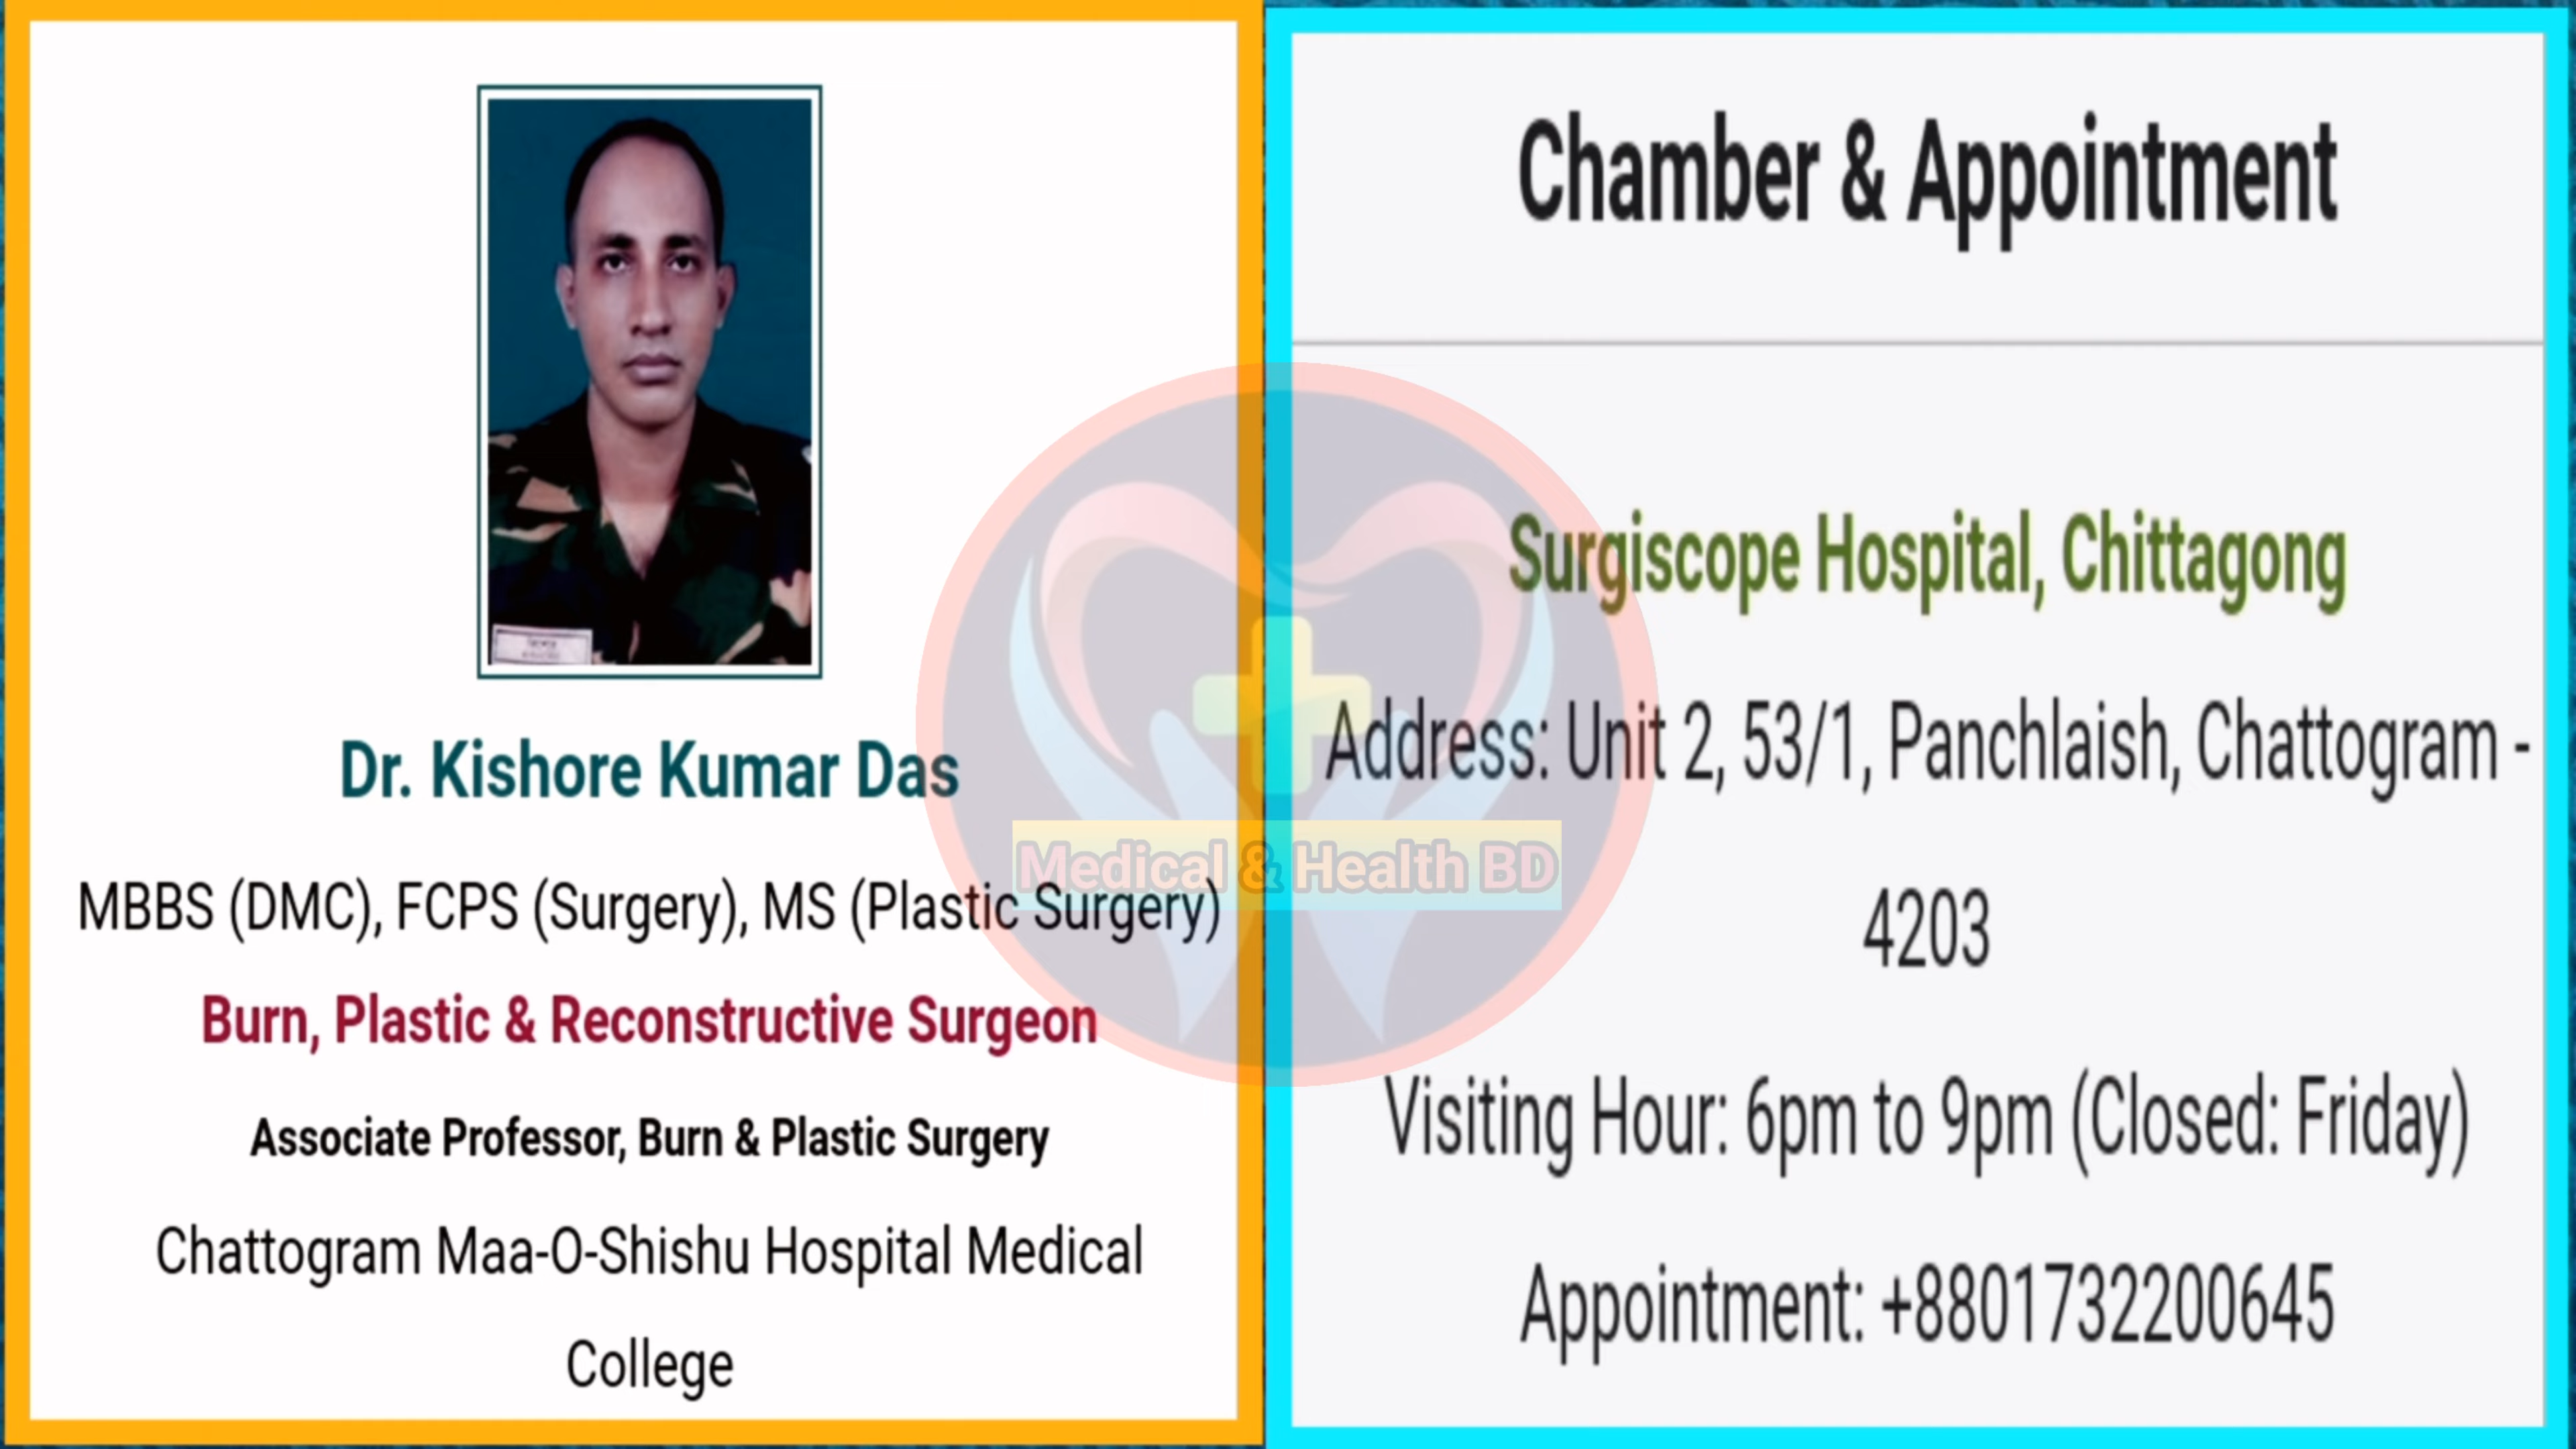 Dr. Kishore Kumar Das
MBBS (DMC), FCPS (Surgery), MS (Plastic Surgery)
Burn, Plastic & Reconstructive Surgeon
Associate Professor, Burn & Plastic Surgery
Chattogram Maa-O-Shishu Hospital Medical
College
Medical & Health BD
Chamber & Appointment
Surgiscope Hospital, Chittagong
Address: Unit 2, 53/1, Panchlaish, Chattogram -
4203
Visiting Hour: 6pm to 9pm (Closed: Friday)
Appointment: +8801732200645